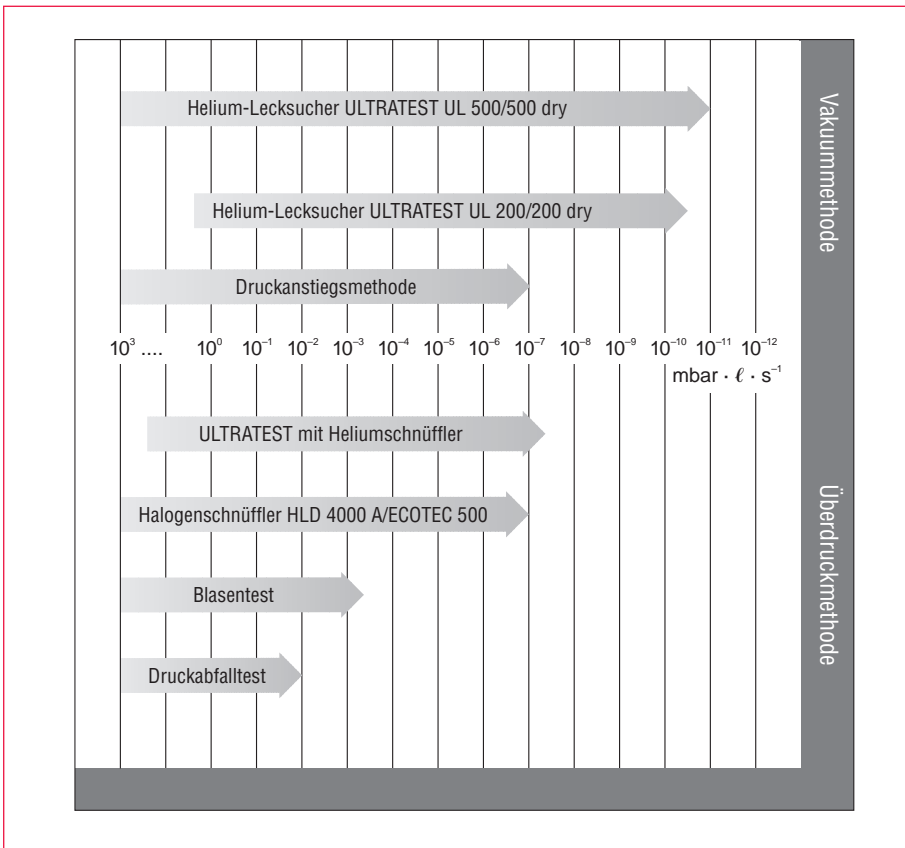 Helium-Lecksucher ULTRATEST UL 500/500 dry
Helium-Lecksucher ULTRATEST UL 200/200 dry
Druckanstiegsmethode
Vakuummethode
10³ .... 10⁰ 10⁻¹ 10⁻² 10⁻³ 10⁻⁴ 10⁻⁵ 10⁻⁶ 10⁻⁷ 10⁻⁸ 10⁻⁹ 10⁻¹⁰ 10⁻¹¹ 10⁻¹²
mbar · ℓ · s⁻¹
ULTRATEST mit Heliumschnüffler
Halogenschnüffler HLD 4000 A/ECOTEC 500
Blasentest
Druckabfalltest
Überdruckmethode